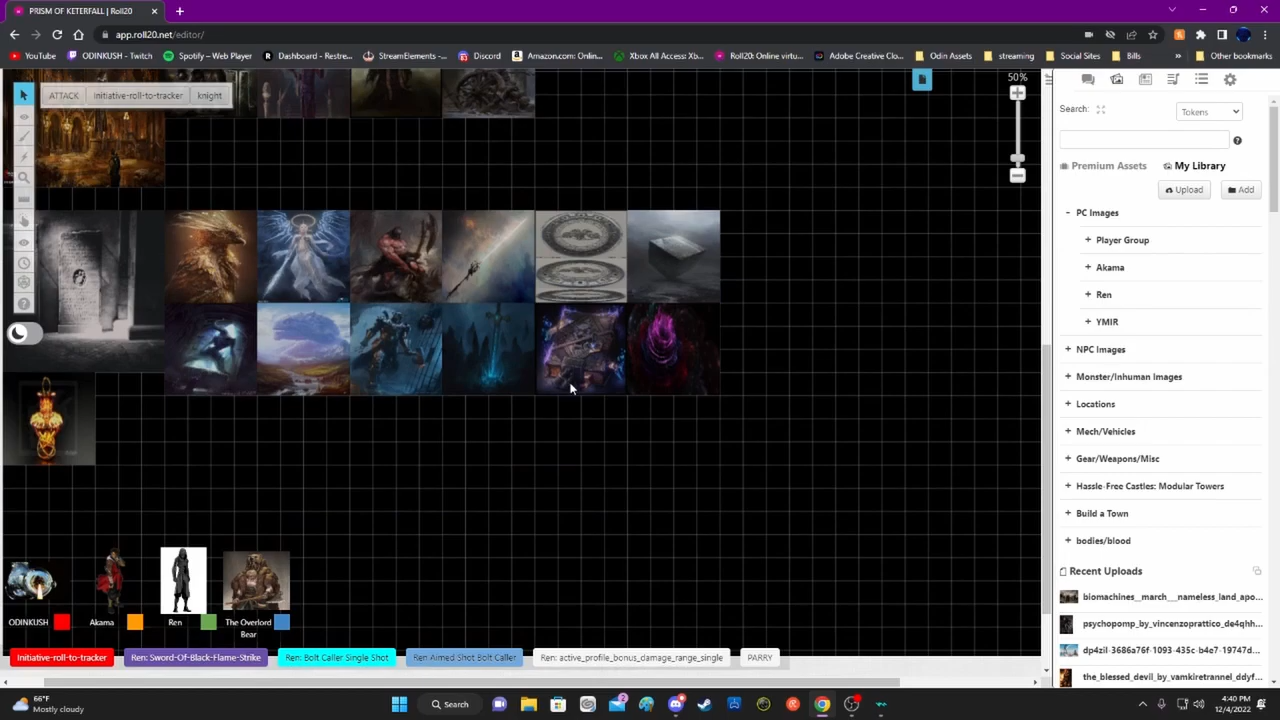 PRISM OF KETERFALL | Roll20
app.roll20.net/editor/
YouTube ODINKUSH - Twitch Spotify – Web Player Dashboard - Restre... StreamElements -... Discord Amazon.com: Onlin... Xbox All Access: Xb... Roll20: Online virtu... Adobe Creative Clo... Odin Assets streaming Social Sites Bills » Other bookmarks
ATTACK Initiative-roll-to-tracker knight
50%
Search:
Tokens
Premium Assets My Library
Upload Add
- PC Images
+ Player Group
+ Akama
+ Ren
+ YMIR
+ NPC Images
+ Monster/Inhuman Images
+ Locations
+ Mech/Vehicles
+ Gear/Weapons/Misc
+ Hassle-Free Castles: Modular Towers
+ Build a Town
+ bodies/blood
Recent Uploads
biomachines__march__nameless_land_apo...
psychopomp_by_vincenzoprattico_de4qhh...
dp4zil-3686a76f-1093-435c-b4e7-19747d...
the_blessed_devil_by_vamkiretrannel_ddyf...
ODINKUSH Akama Ren The Overlord
Bear
Initiative-roll-to-tracker Ren: Sword-Of-Black-Flame-Strike Ren: Bolt Caller Single Shot Ren Aimed Shot Bolt Caller Ren: active_profile_bonus_damage_range_single PARRY
66°F
Mostly cloudy
Search
2
4:40 PM
12/4/2022